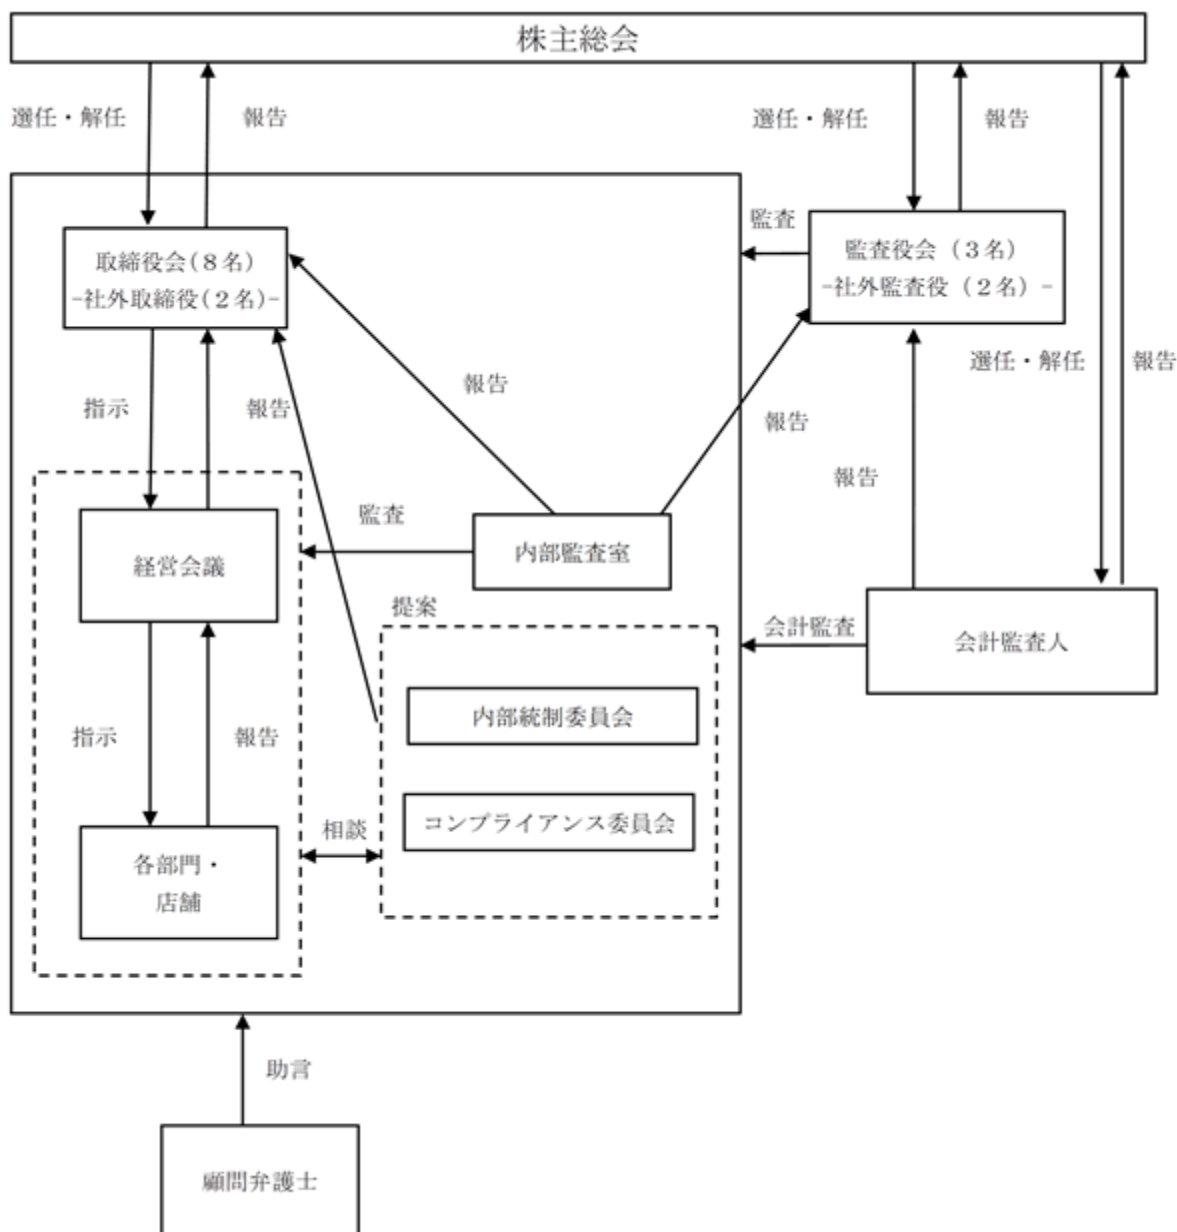 株主総会
選任・解任
報告
選任・解任
報告
監査
取締役会(8名)
-社外取締役(2名)-
監査役会(3名)
-社外監査役(2名)-
選任・解任
報告
報告
指示
報告
報告
報告
監査
経営会議
内部監査室
提案
会計監査
会計監査人
内部統制委員会
指示
報告
コンプライアンス委員会
相談
各部門・
店舗
助言
顧問弁護士